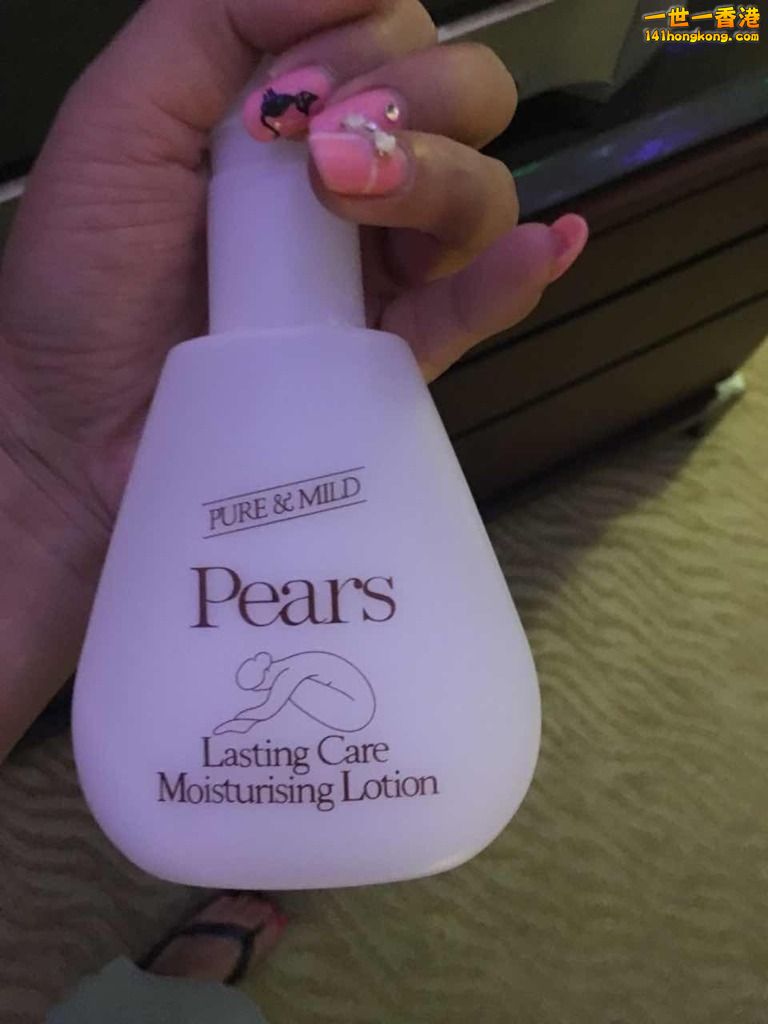 一世一香港
141hongkong.com
PURE & MILD
Pears
Lasting Care
Moisturising Lotion